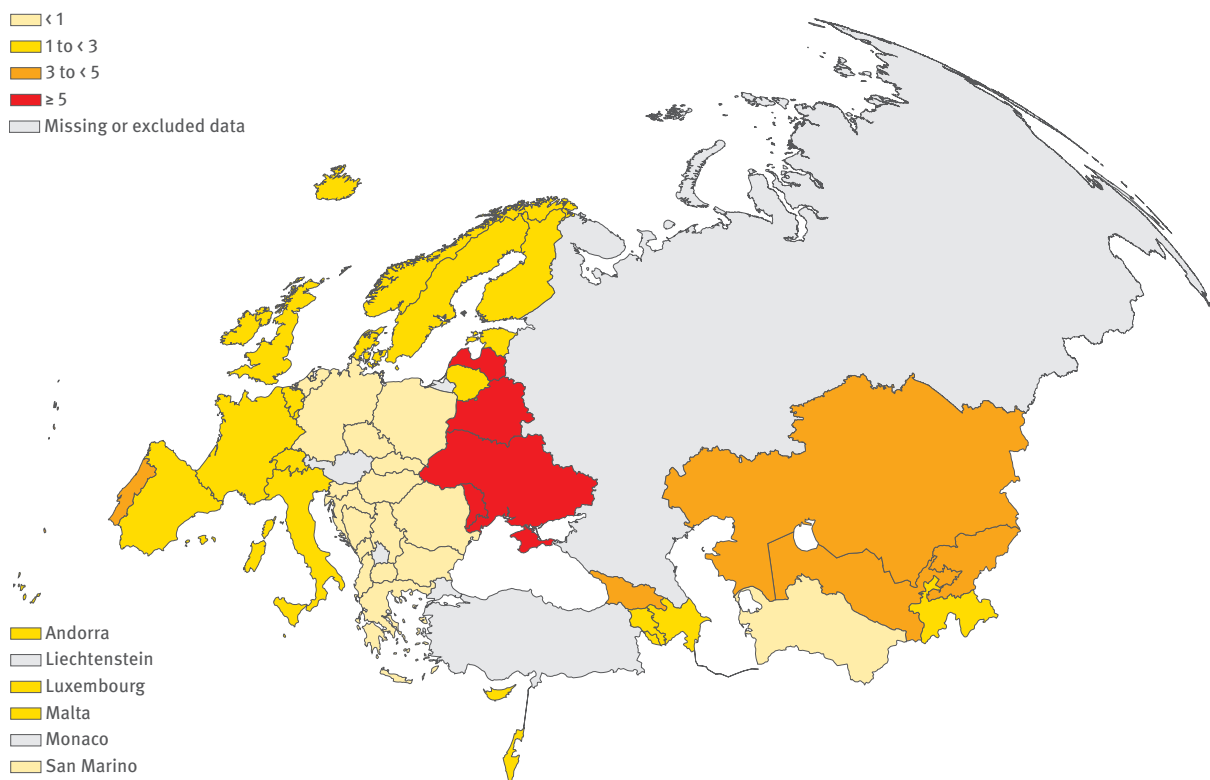 < 1
1 to < 3
3 to < 5
≥ 5
Missing or excluded data
Andorra
Liechtenstein
Luxembourg
Malta
Monaco
San Marino